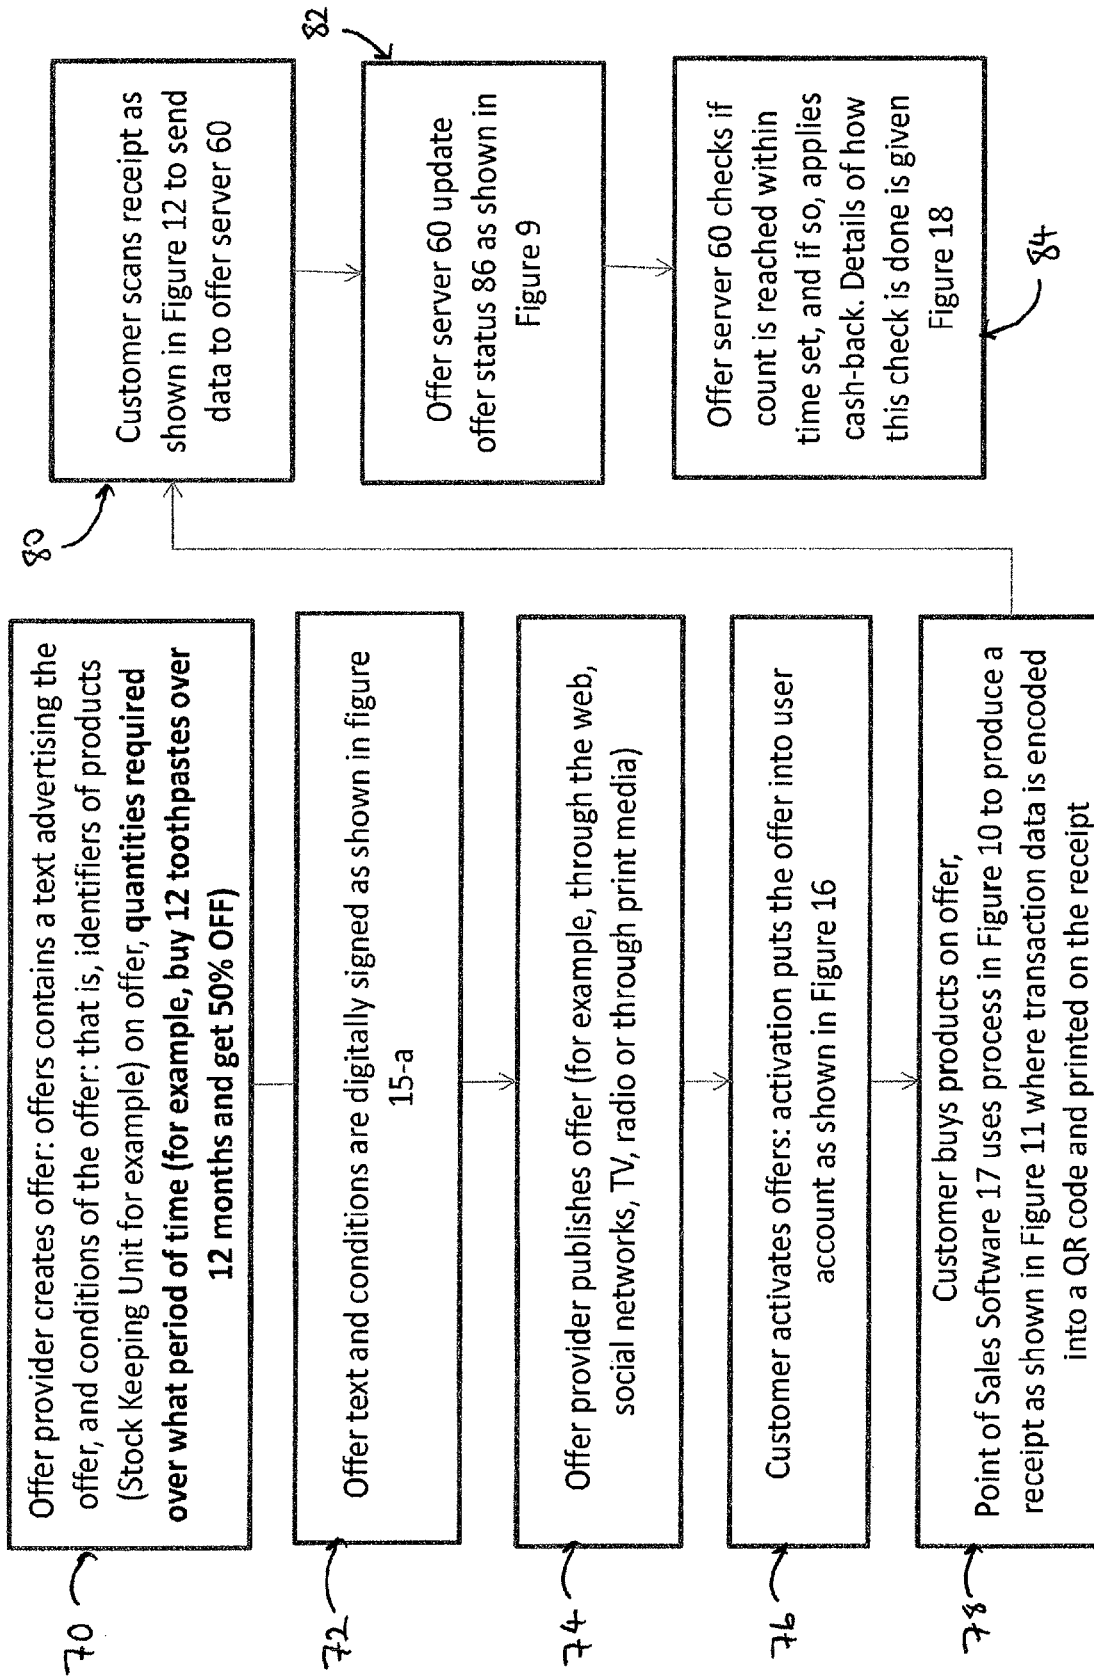 70
Offer provider creates offer: offers contains a text advertising the
offer, and conditions of the offer: that is, identifiers of products
(Stock Keeping Unit for example) on offer, quantities required
over what period of time (for example, buy 12 toothpastes over
12 months and get 50% OFF)
72
Offer text and conditions are digitally signed as shown in figure
15-a
74
Offer provider publishes offer (for example, through the web,
social networks, TV, radio or through print media)
76
Customer activates offers: activation puts the offer into user
account as shown in Figure 16
78
Customer buys products on offer,
Point of Sales Software 17 uses process in Figure 10 to produce a
receipt as shown in Figure 11 where transaction data is encoded
into a QR code and printed on the receipt
80
Customer scans receipt as
shown in Figure 12 to send
data to offer server 60
82
Offer server 60 update
offer status 86 as shown in
Figure 9
Offer server 60 checks if
count is reached within
time set, and if so, applies
cash-back. Details of how
this check is done is given
Figure 18
84